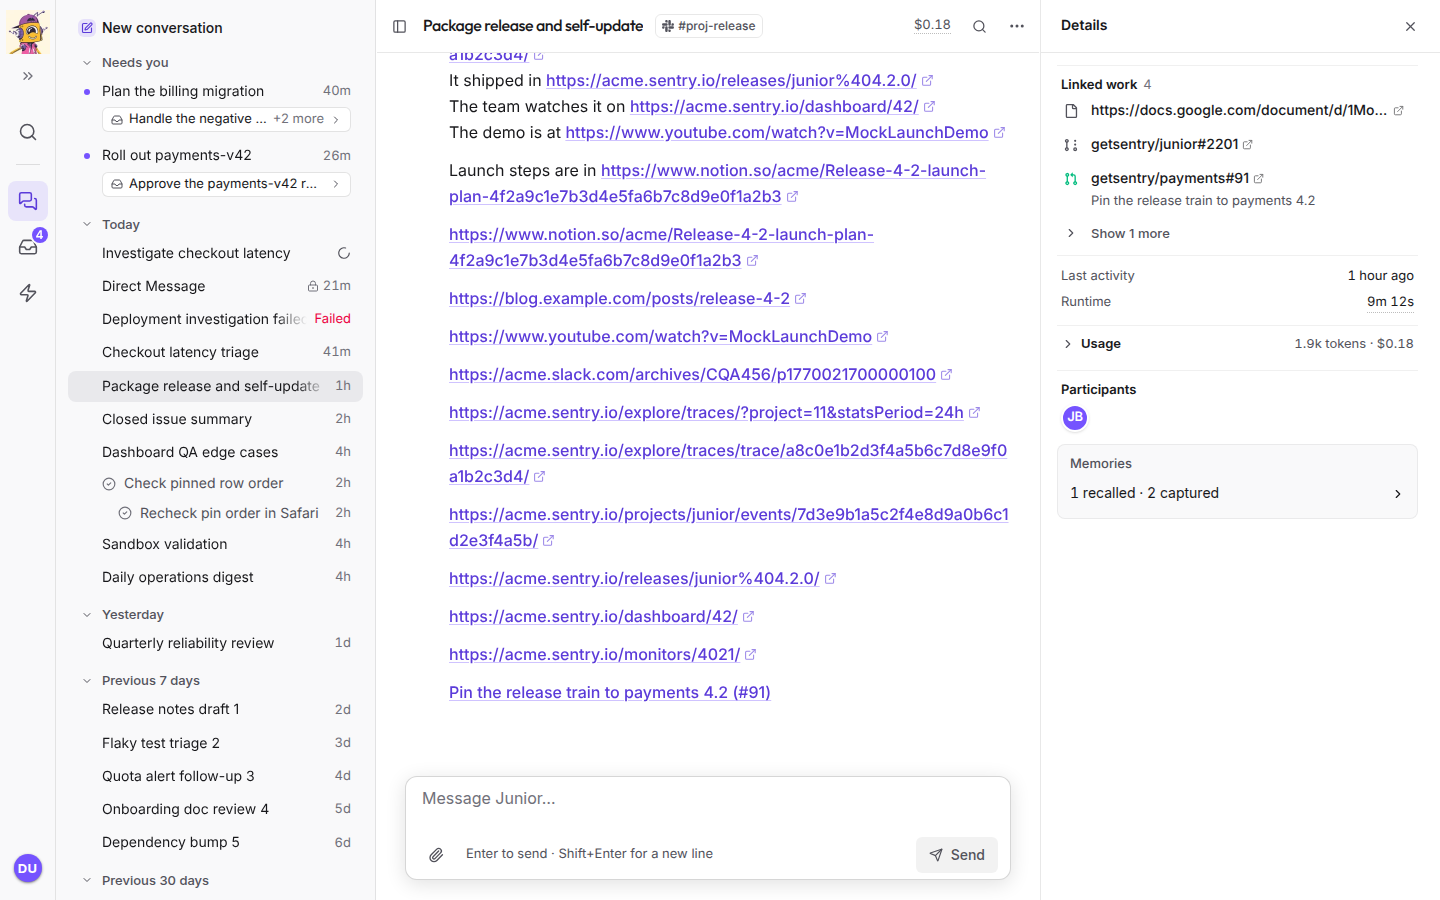 New conversation
Needs you
Plan the billing migration 40m
Handle the negative ... +2 more
Roll out payments-v42 26m
Approve the payments-v42 r...
Today
Investigate checkout latency
Direct Message 21m
Deployment investigation failed Failed
Checkout latency triage 41m
Package release and self-update 1h
Closed issue summary 2h
Dashboard QA edge cases 4h
Check pinned row order 2h
Recheck pin order in Safari 2h
Sandbox validation 4h
Daily operations digest 4h
Yesterday
Quarterly reliability review 1d
Previous 7 days
Release notes draft 1 2d
Flaky test triage 2 3d
Quota alert follow-up 3 4d
Onboarding doc review 4 5d
Dependency bump 5 6d
Previous 30 days
4
DU
Package release and self-update #proj-release $0.18
a1b2c3d4/
It shipped in https://acme.sentry.io/releases/junior%404.2.0/
The team watches it on https://acme.sentry.io/dashboard/42/
The demo is at https://www.youtube.com/watch?v=MockLaunchDemo
Launch steps are in https://www.notion.so/acme/Release-4-2-launch-
plan-4f2a9c1e7b3d4e5fa6b7c8d9e0f1a2b3
https://www.notion.so/acme/Release-4-2-launch-plan-
4f2a9c1e7b3d4e5fa6b7c8d9e0f1a2b3
https://blog.example.com/posts/release-4-2
https://www.youtube.com/watch?v=MockLaunchDemo
https://acme.slack.com/archives/CQA456/p1770021700000100
https://acme.sentry.io/explore/traces/?project=11&statsPeriod=24h
https://acme.sentry.io/explore/traces/trace/a8c0e1b2d3f4a5b6c7d8e9f0
a1b2c3d4/
https://acme.sentry.io/projects/junior/events/7d3e9b1a5c2f4e8d9a0b6c1
d2e3f4a5b/
https://acme.sentry.io/releases/junior%404.2.0/
https://acme.sentry.io/dashboard/42/
https://acme.sentry.io/monitors/4021/
Pin the release train to payments 4.2 (#91)
Message Junior...
Enter to send · Shift+Enter for a new line
Send
Details
Linked work 4
https://docs.google.com/document/d/1Mo...
getsentry/junior#2201
getsentry/payments#91
Pin the release train to payments 4.2
Show 1 more
Last activity 1 hour ago
Runtime 9m 12s
Usage 1.9k tokens · $0.18
Participants
JB
Memories
1 recalled · 2 captured